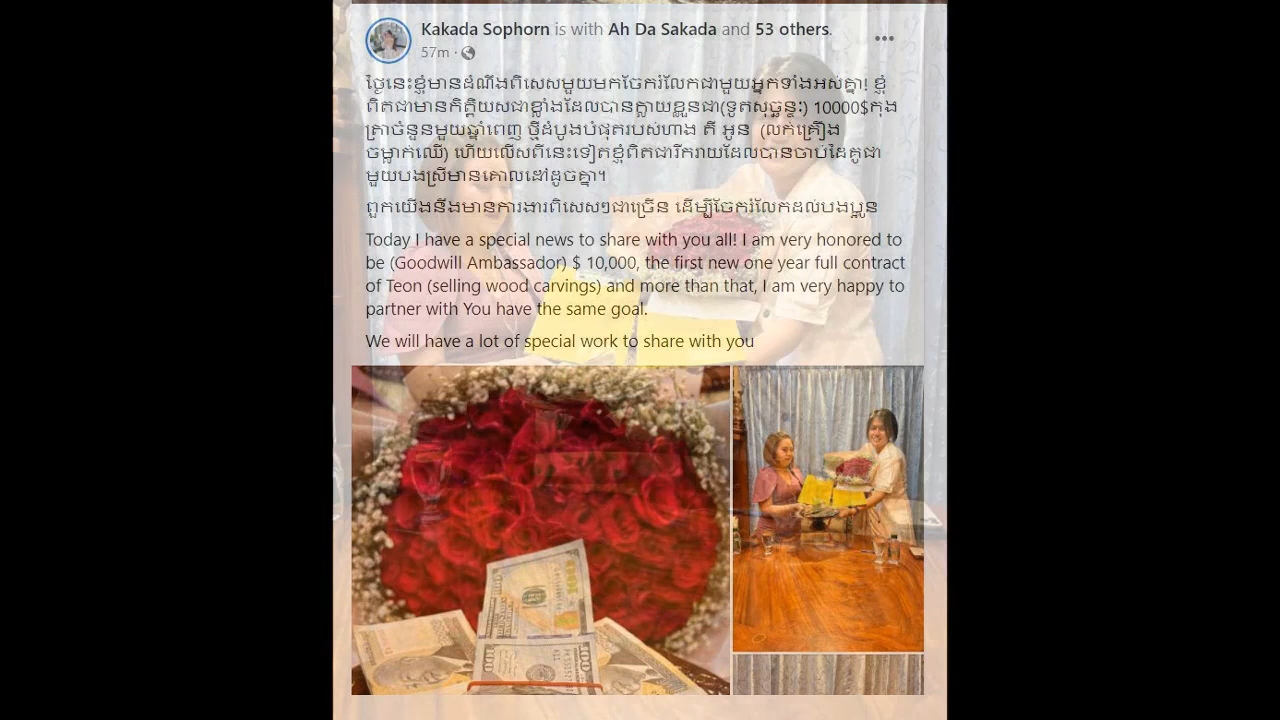 Kakada Sophorn is with Ah Da Sakada and 53 others.
57m ·
ថ្ងៃនេះខ្ញុំមានដំណឹងពិសេសមួយមកចែករំលែកជាមួយអ្នកទាំងអស់គ្នា! ខ្ញុំ
ពិតជាមានកិត្តិយសជាខ្លាំងដែលបានក្លាយខ្លួនជា(ទូតសុច្ឆន្ទៈ) 10000$កុង
ត្រាចំនួនមួយឆ្នាំពេញ ថ្មីដំបូងបំផុតរបស់ហាង តី អូន (លក់គ្រឿង
ចម្លាក់ឈើ) ហើយលើសពីនេះទៀតខ្ញុំពិតជារីករាយដែលបានចាប់ដៃគូជា
មួយបងស្រីមានគោលដៅដូចគ្នា។
ពួកយើងនឹងមានការងារពិសេសៗជាច្រើន ដើម្បីចែករំលែកដល់បងប្អូន
Today I have a special news to share with you all! I am very honored to
be (Goodwill Ambassador) $ 10,000, the first new one year full contract
of Teon (selling wood carvings) and more than that, I am very happy to
partner with You have the same goal.
We will have a lot of special work to share with you
100
100